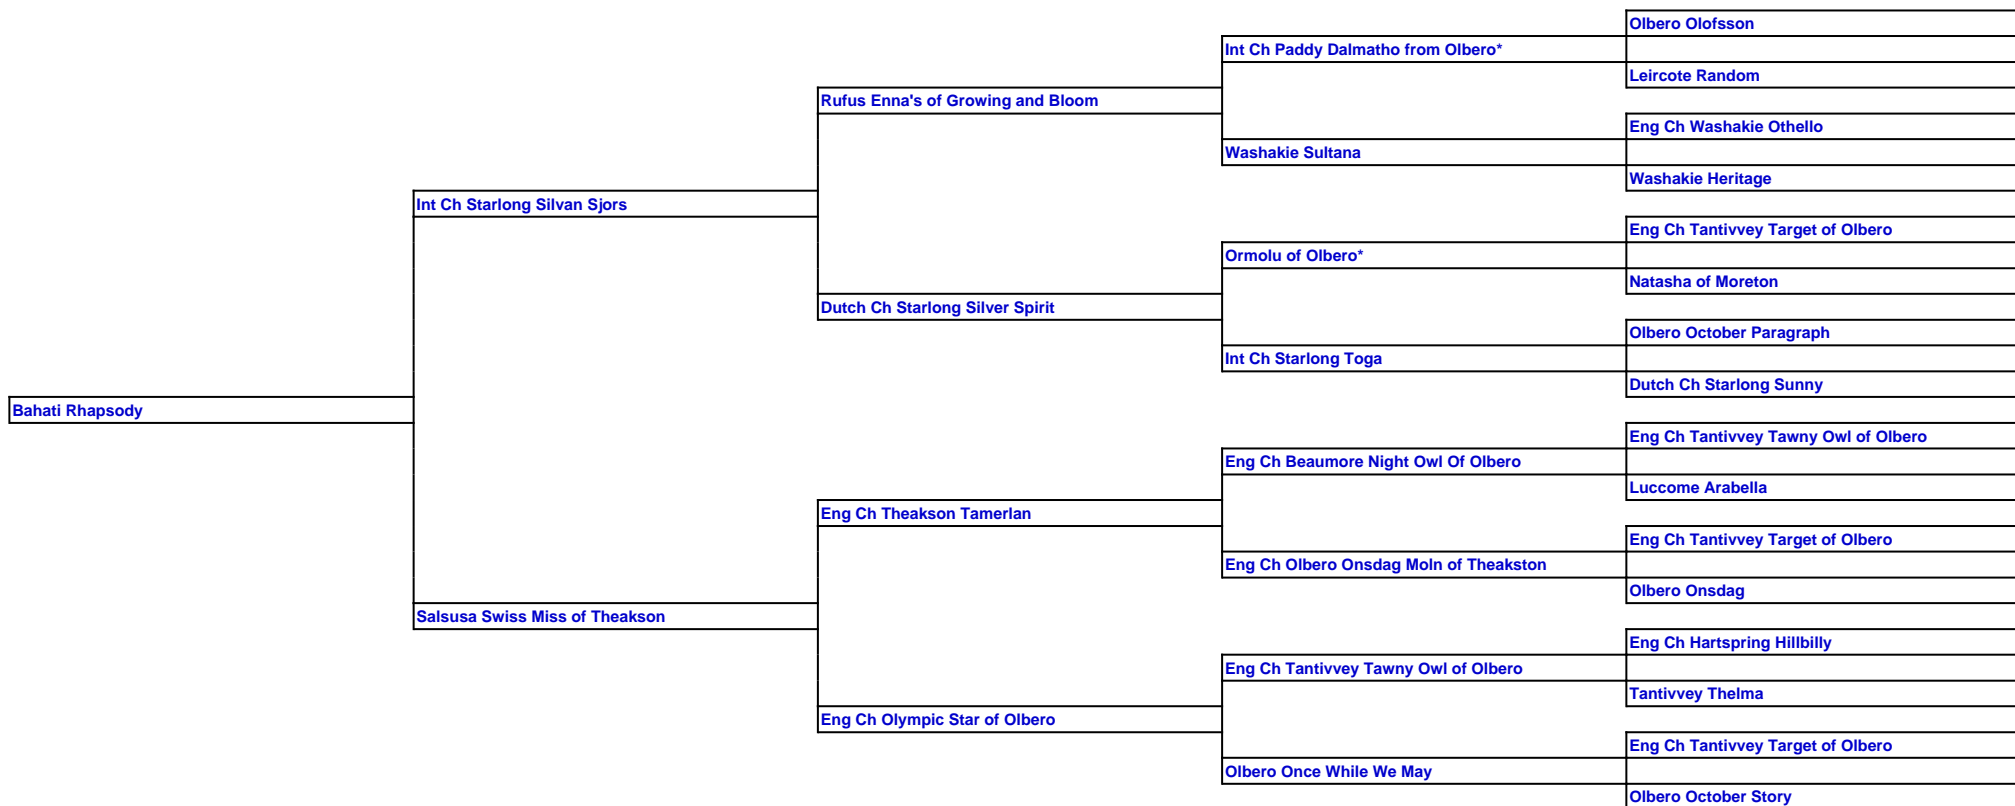 Olbero Olofsson
Int Ch Paddy Dalmatho from Olbero*
Leircote Random
Rufus Enna's of Growing and Bloom
Eng Ch Washakie Othello
Washakie Sultana
Washakie Heritage
Int Ch Starlong Silvan Sjors
Eng Ch Tantivvey Target of Olbero
Ormolu of Olbero*
Natasha of Moreton
Dutch Ch Starlong Silver Spirit
Olbero October Paragraph
Int Ch Starlong Toga
Dutch Ch Starlong Sunny
Bahati Rhapsody
Eng Ch Tantivvey Tawny Owl of Olbero
Eng Ch Beaumore Night Owl Of Olbero
Luccome Arabella
Eng Ch Theakson Tamerlan
Eng Ch Tantivvey Target of Olbero
Eng Ch Olbero Onsdag Moln of Theakston
Olbero Onsdag
Salsusa Swiss Miss of Theakson
Eng Ch Hartspring Hillbilly
Eng Ch Tantivvey Tawny Owl of Olbero
Tantivvey Thelma
Eng Ch Olympic Star of Olbero
Eng Ch Tantivvey Target of Olbero
Olbero Once While We May
Olbero October Story